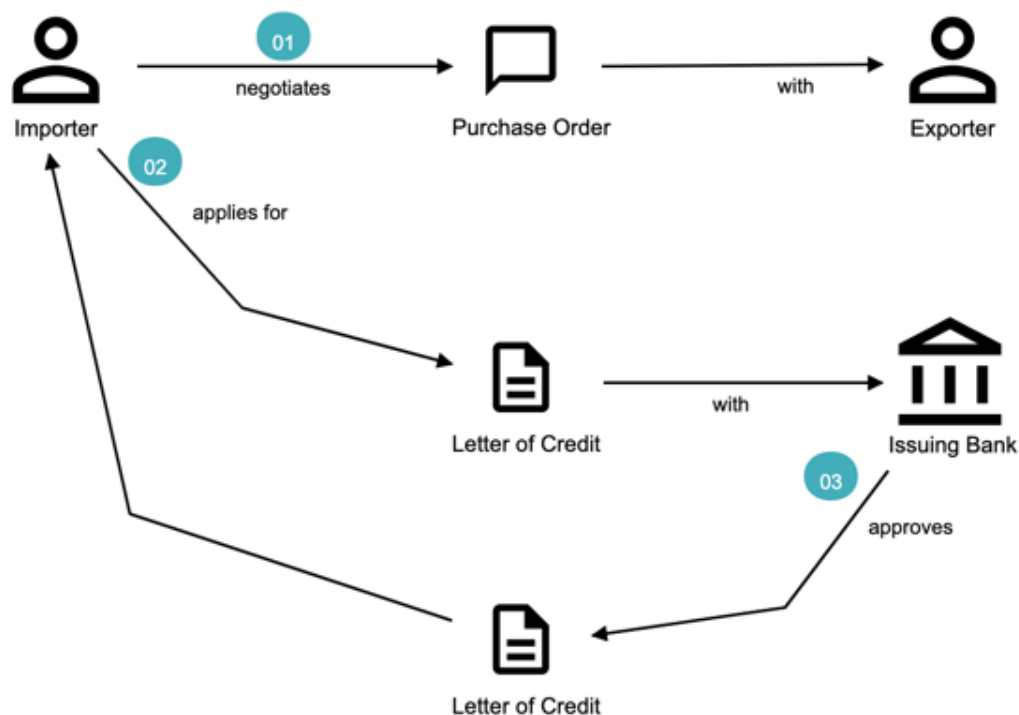 01
negotiates
with
Importer
Purchase Order
Exporter
02
applies for
with
Letter of Credit
Issuing Bank
03
approves
Letter of Credit